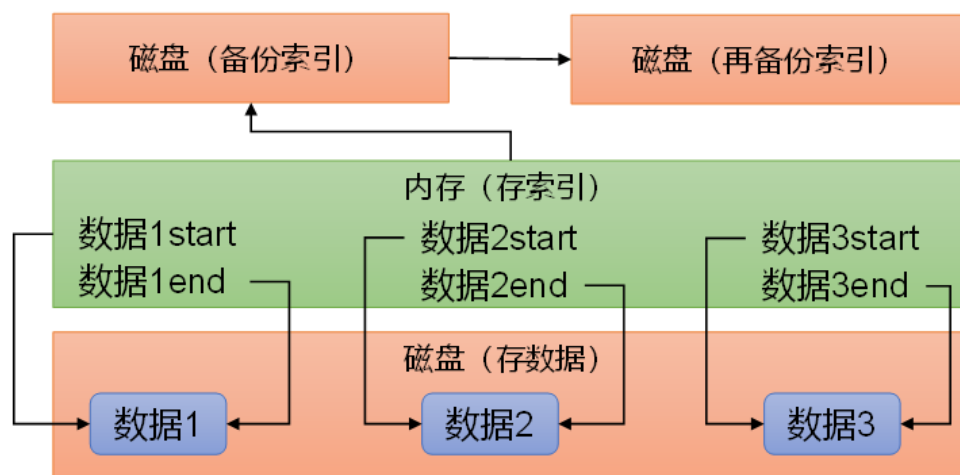 磁盘（备份索引）
磁盘（再备份索引）
内存（存索引）
数据1start
数据2start
数据3start
数据1end
数据2end
数据3end
磁盘（存数据）
数据1
数据2
数据3